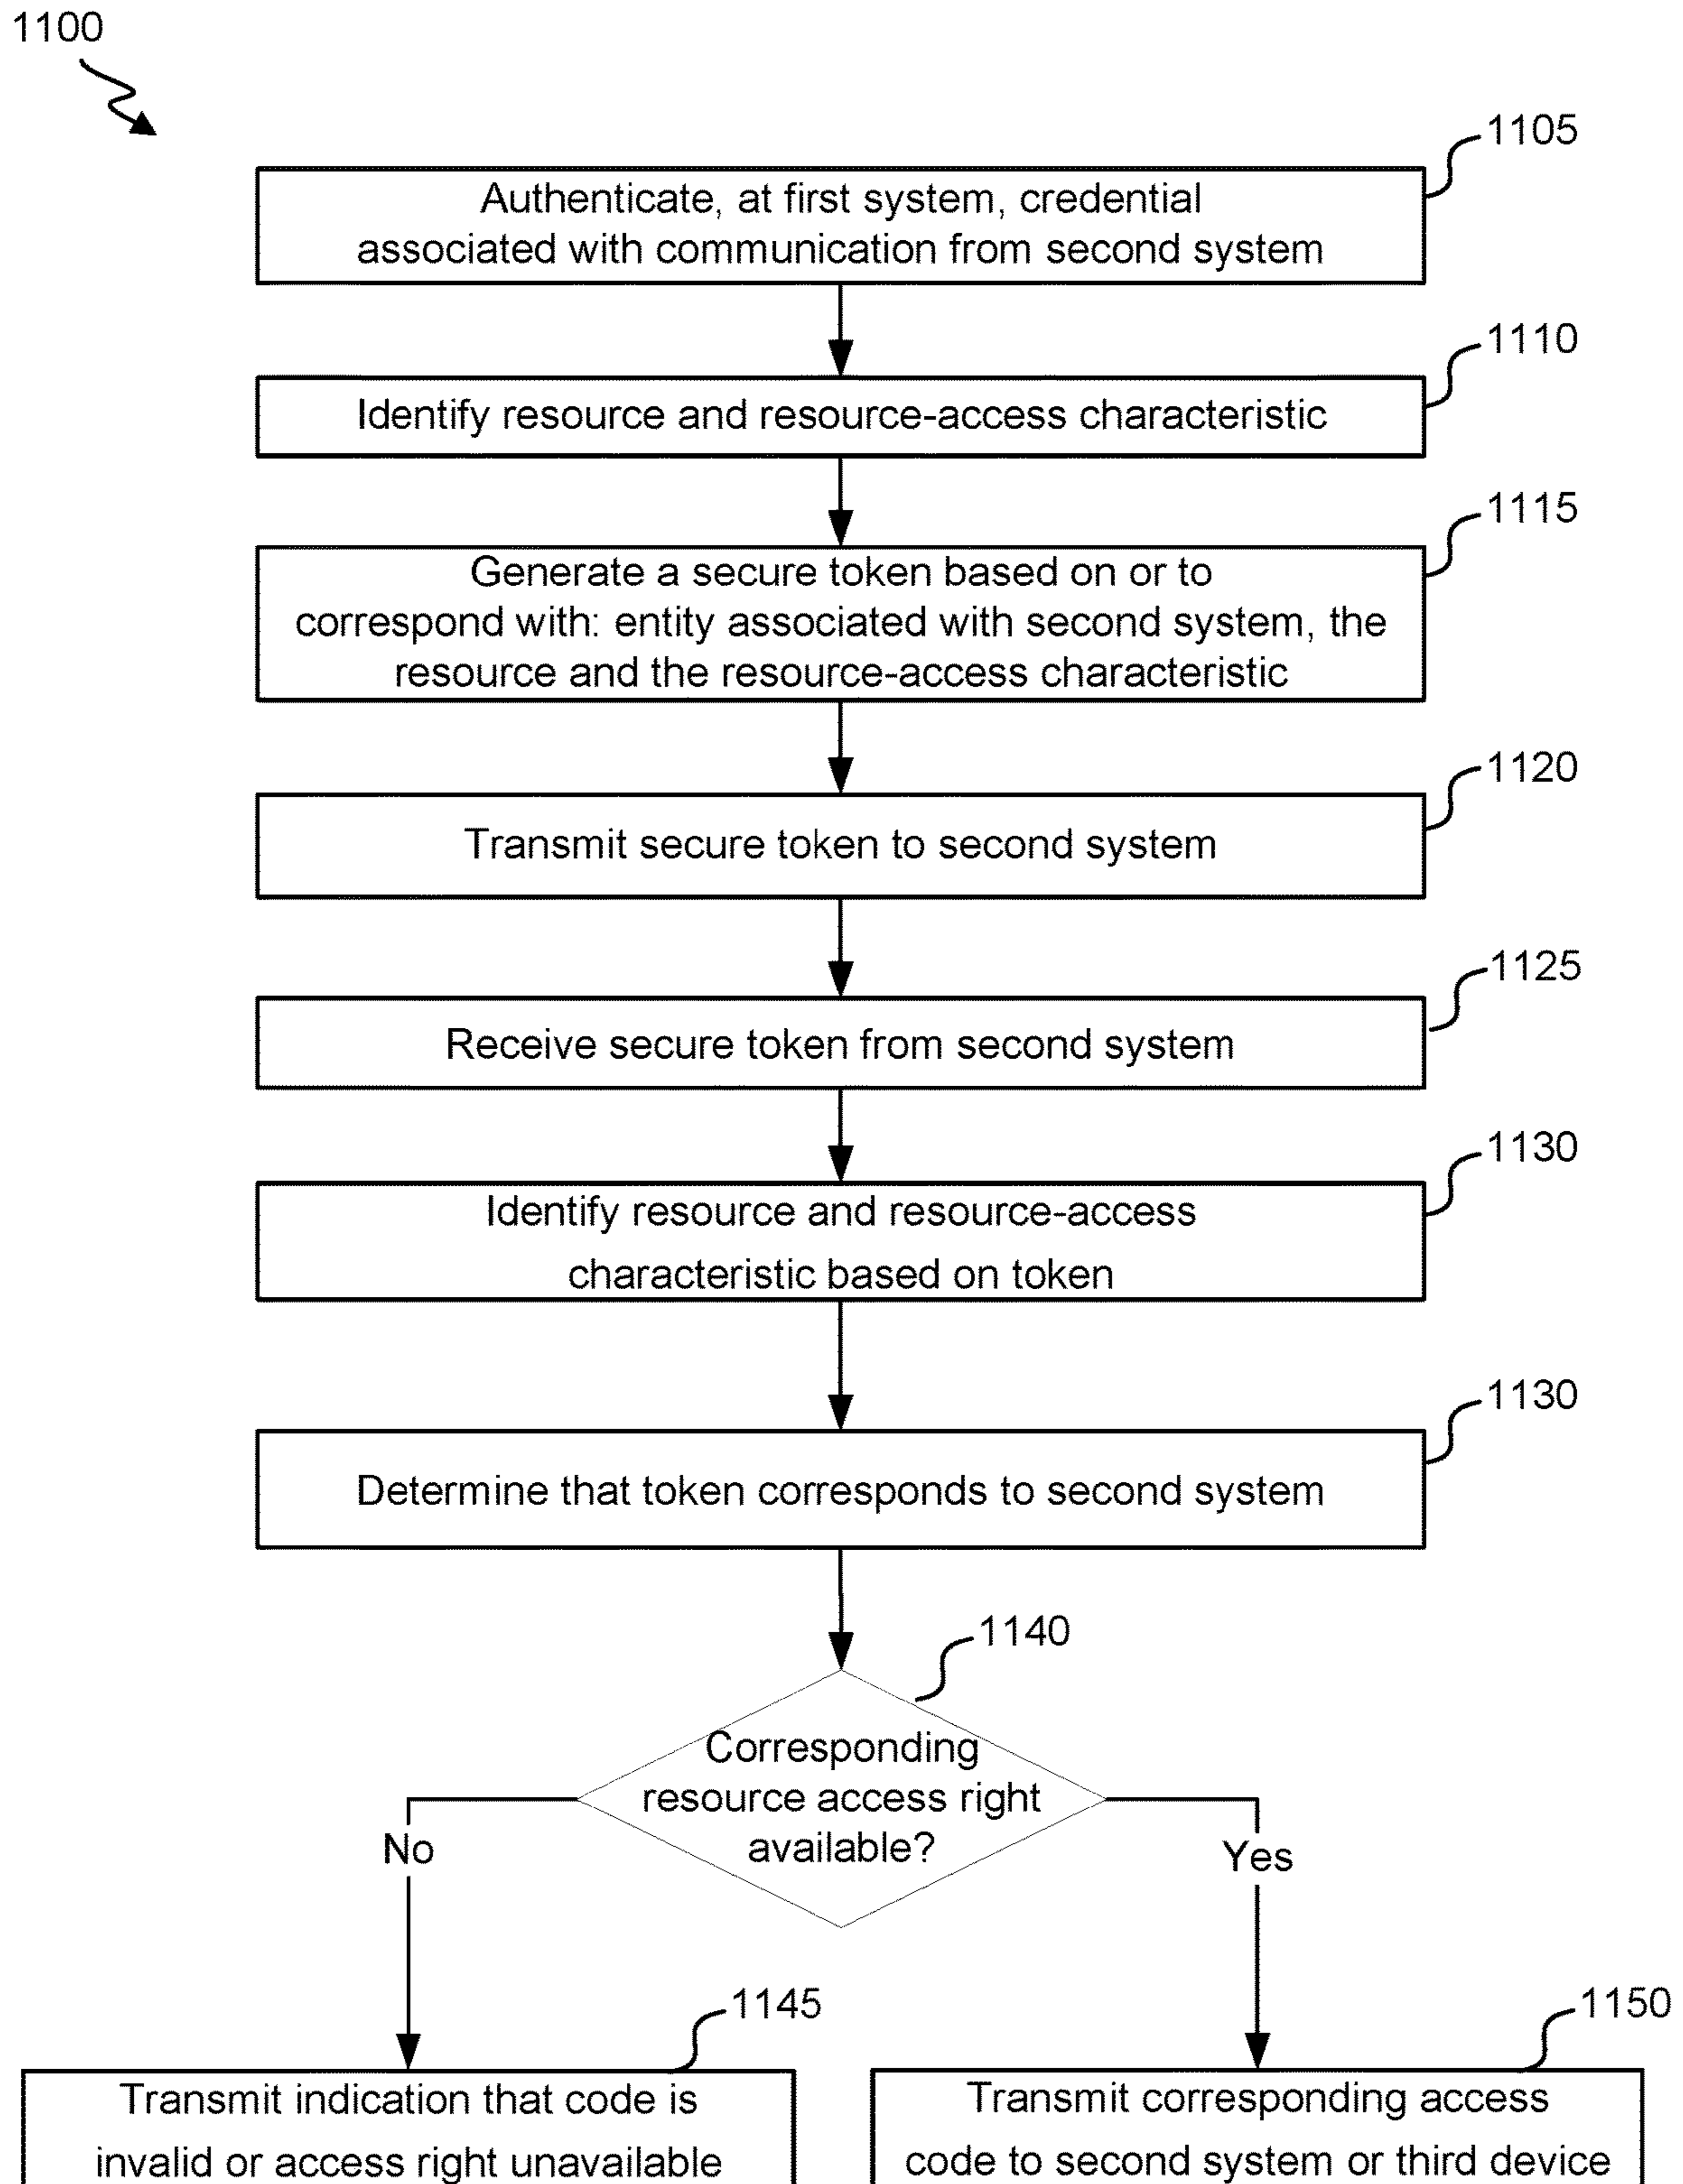 1100
1105
Authenticate, at first system, credential
associated with communication from second system
1110
Identify resource and resource-access characteristic
1115
Generate a secure token based on or to
correspond with: entity associated with second system, the
resource and the resource-access characteristic
1120
Transmit secure token to second system
1125
Receive secure token from second system
1130
Identify resource and resource-access
characteristic based on token
1130
Determine that token corresponds to second system
1140
Corresponding
resource access right
available?
No
Yes
1145
Transmit indication that code is
invalid or access right unavailable
1150
Transmit corresponding access
code to second system or third device